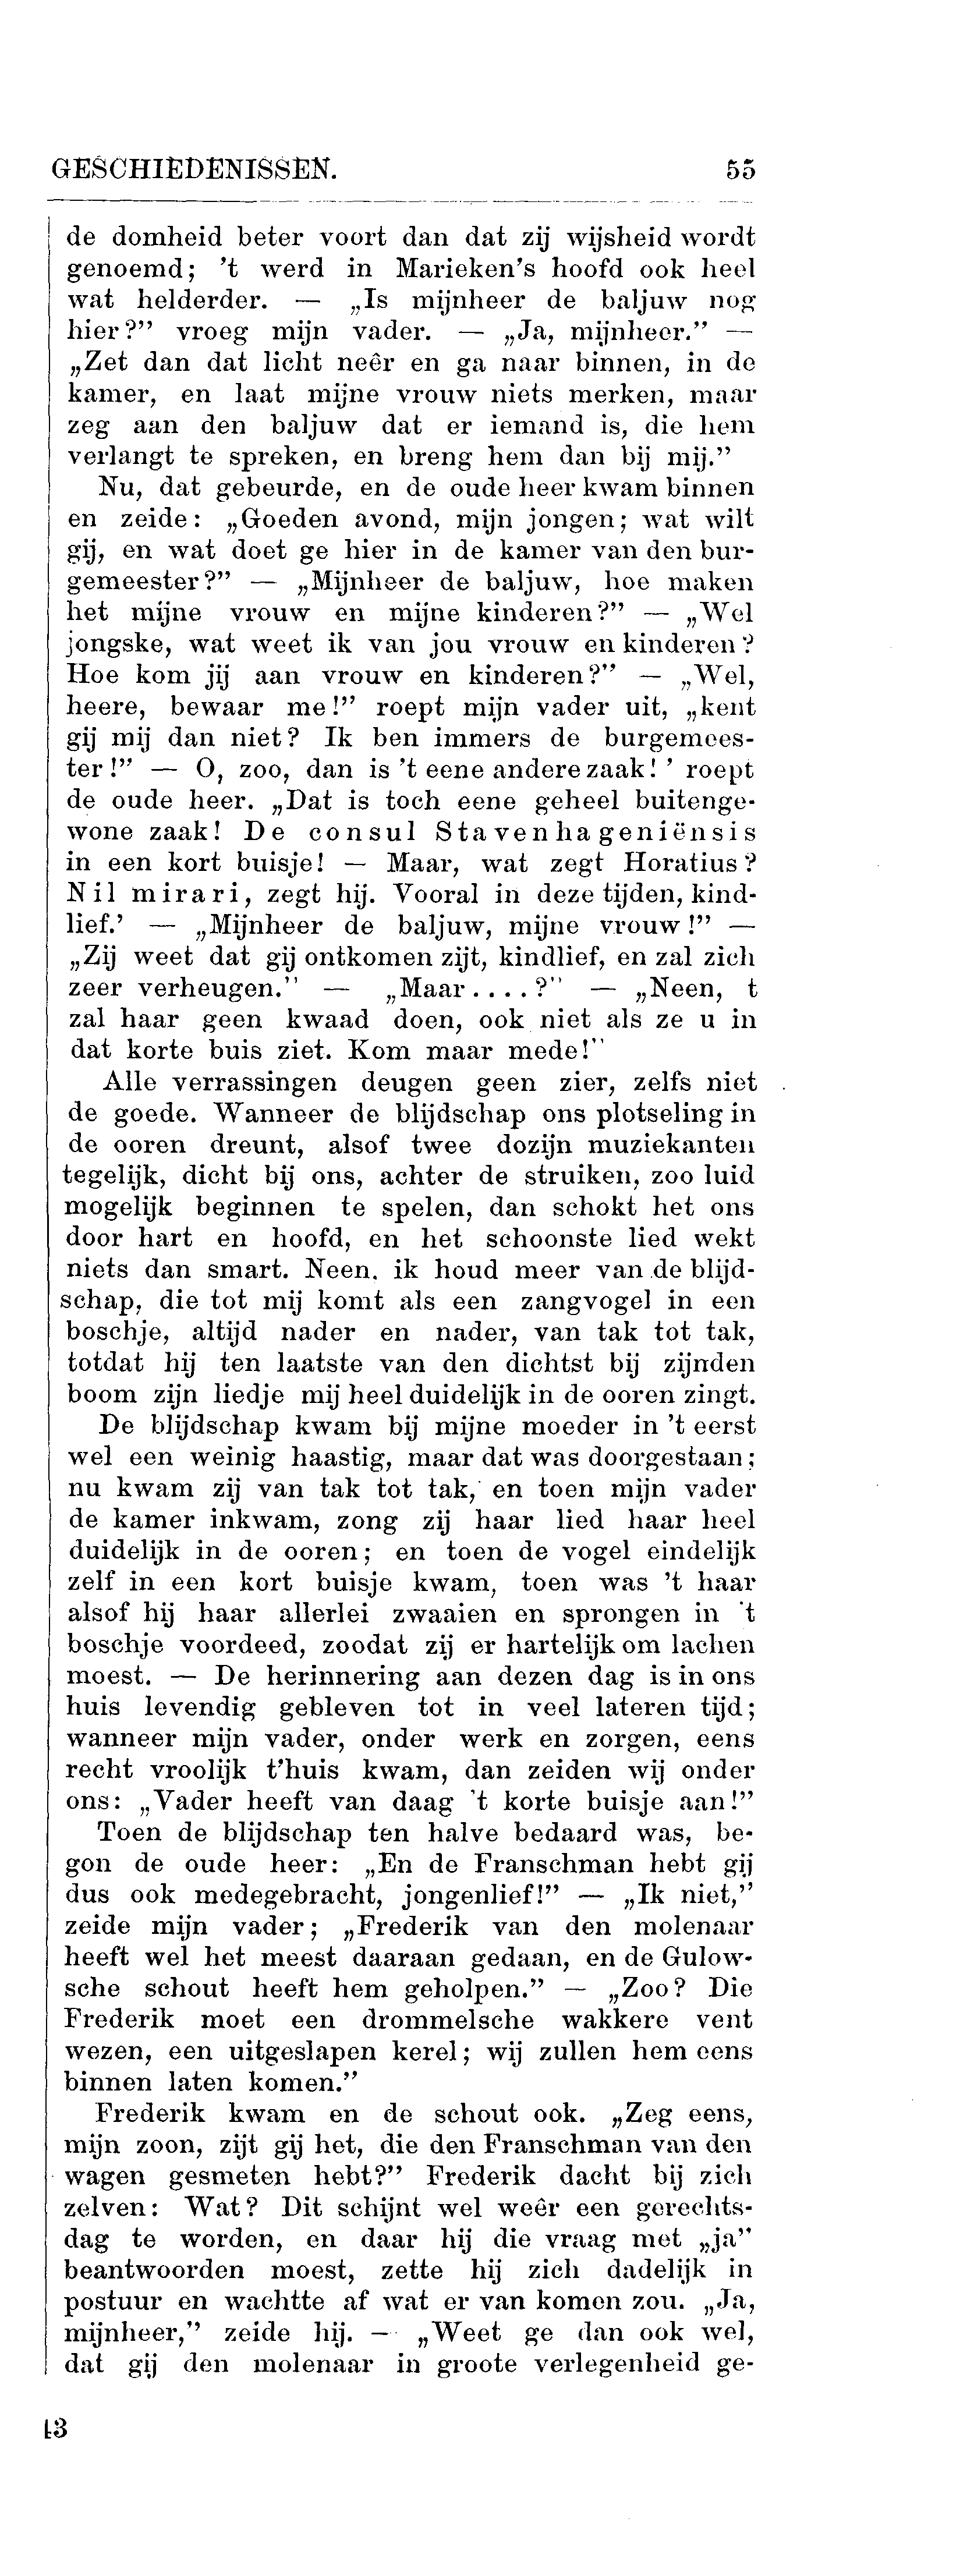 GESCHIEDENISSEN. 55
de domheid beter voort dan dat zij wijsheid wordt
genoemd; 't werd in Marieken's hoofd ook heel
wat helderder. — „Is mijnheer de baljuw nog
hier?” vroeg mijn vader. — „Ja, mijnheer.” —
„Zet dan dat licht neêr en ga naar binnen, in de
kamer, en laat mijne vrouw niets merken, maar
zeg aan den baljuw dat er iemand is, die hem
verlangt te spreken, en breng hem dan bij mij.”
Nu, dat gebeurde, en de oude heer kwam binnen
en zeide: „Goeden avond, mijn jongen; wat wilt
gij, en wat doet ge hier in de kamer van den bur-
gemeester?” — „Mijnheer de baljuw, hoe maken
het mijne vrouw en mijne kinderen?” — „Wel
jongske, wat weet ik van jou vrouw en kinderen?
Hoe kom jij aan vrouw en kinderen?” — „Wel,
heere, bewaar me!” roept mijn vader uit, „kent
gij mij dan niet? Ik ben immers de burgemees-
ter!” — O, zoo, dan is 't eene andere zaak!' roept
de oude heer. „Dat is toch eene geheel buitenge-
wone zaak! De consul Stavenhageniënsis
in een kort buisje! — Maar, wat zegt Horatius?
Nil mirari, zegt hij. Vooral in deze tijden, kind-
lief.' — „Mijnheer de baljuw, mijne vrouw!” —
„Zij weet dat gij ontkomen zijt, kindlief, en zal zich
zeer verheugen.” — „Maar....?” — „Neen, t
zal haar geen kwaad doen, ook niet als ze u in
dat korte buis ziet. Kom maar mede!”
Alle verrassingen deugen geen zier, zelfs niet
de goede. Wanneer de blijdschap ons plotseling in
de ooren dreunt, alsof twee dozijn muziekanten
tegelijk, dicht bij ons, achter de struiken, zoo luid
mogelijk beginnen te spelen, dan schokt het ons
door hart en hoofd, en het schoonste lied wekt
niets dan smart. Neen. ik houd meer van de blijd-
schap, die tot mij komt als een zangvogel in een
boschje, altijd nader en nader, van tak tot tak,
totdat hij ten laatste van den dichtst bij zijnden
boom zijn liedje mij heel duidelijk in de ooren zingt.
De blijdschap kwam bij mijne moeder in 't eerst
wel een weinig haastig, maar dat was doorgestaan;
nu kwam zij van tak tot tak, en toen mijn vader
de kamer inkwam, zong zij haar lied haar heel
duidelijk in de ooren; en toen de vogel eindelijk
zelf in een kort buisje kwam, toen was 't haar
alsof hij haar allerlei zwaaien en sprongen in 't
boschje voordeed, zoodat zij er hartelijk om lachen
moest. — De herinnering aan dezen dag is in ons
huis levendig gebleven tot in veel lateren tijd;
wanneer mijn vader, onder werk en zorgen, eens
recht vroolijk t'huis kwam, dan zeiden wij onder
ons: „Vader heeft van daag 't korte buisje aan!”
Toen de blijdschap ten halve bedaard was, be-
gon de oude heer: „En de Franschman hebt gij
dus ook medegebracht, jongenlief!” — „Ik niet,”
zeide mijn vader; „Frederik van den molenaar
heeft wel het meest daaraan gedaan, en de Gulow-
sche schout heeft hem geholpen.” — „Zoo? Die
Frederik moet een drommelsche wakkere vent
wezen, een uitgeslapen kerel; wij zullen hem eens
binnen laten komen.”
Frederik kwam en de schout ook. „Zeg eens,
mijn zoon, zijt gij het, die den Franschman van den
wagen gesmeten hebt?” Frederik dacht bij zich
zelven: Wat? Dit schijnt wel weêr een gerechts-
dag te worden, en daar hij die vraag met „ja”
beantwoorden moest, zette hij zich dadelijk in
postuur en wachtte af wat er van komen zou. „Ja,
mijnheer,” zeide hij. — „Weet ge dan ook wel,
dat gij den molenaar in groote verlegenheid ge-